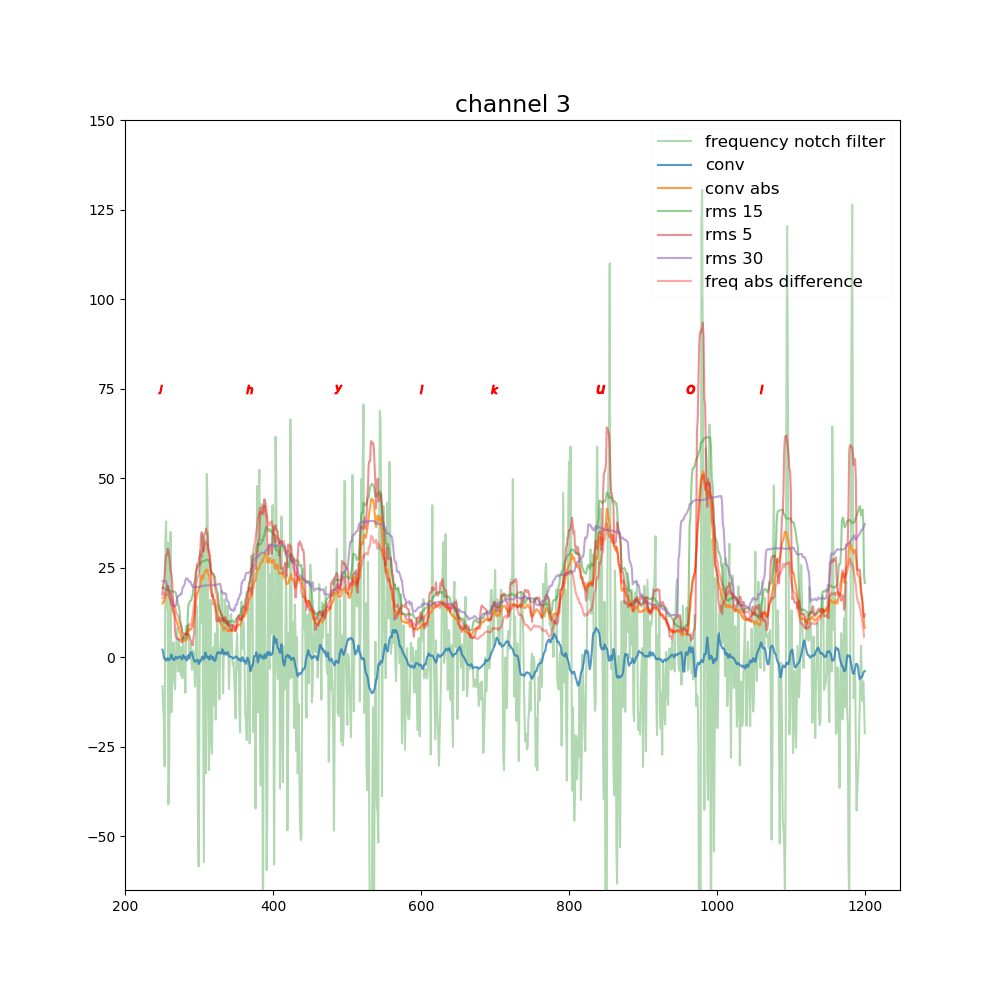 channel 3
150
125
100
75
50
25
0
−25
−50
frequency notch filter
conv
conv abs
rms 15
rms 5
rms 30
freq abs difference
J h y l k u o l
200 400 600 800 1000 1200